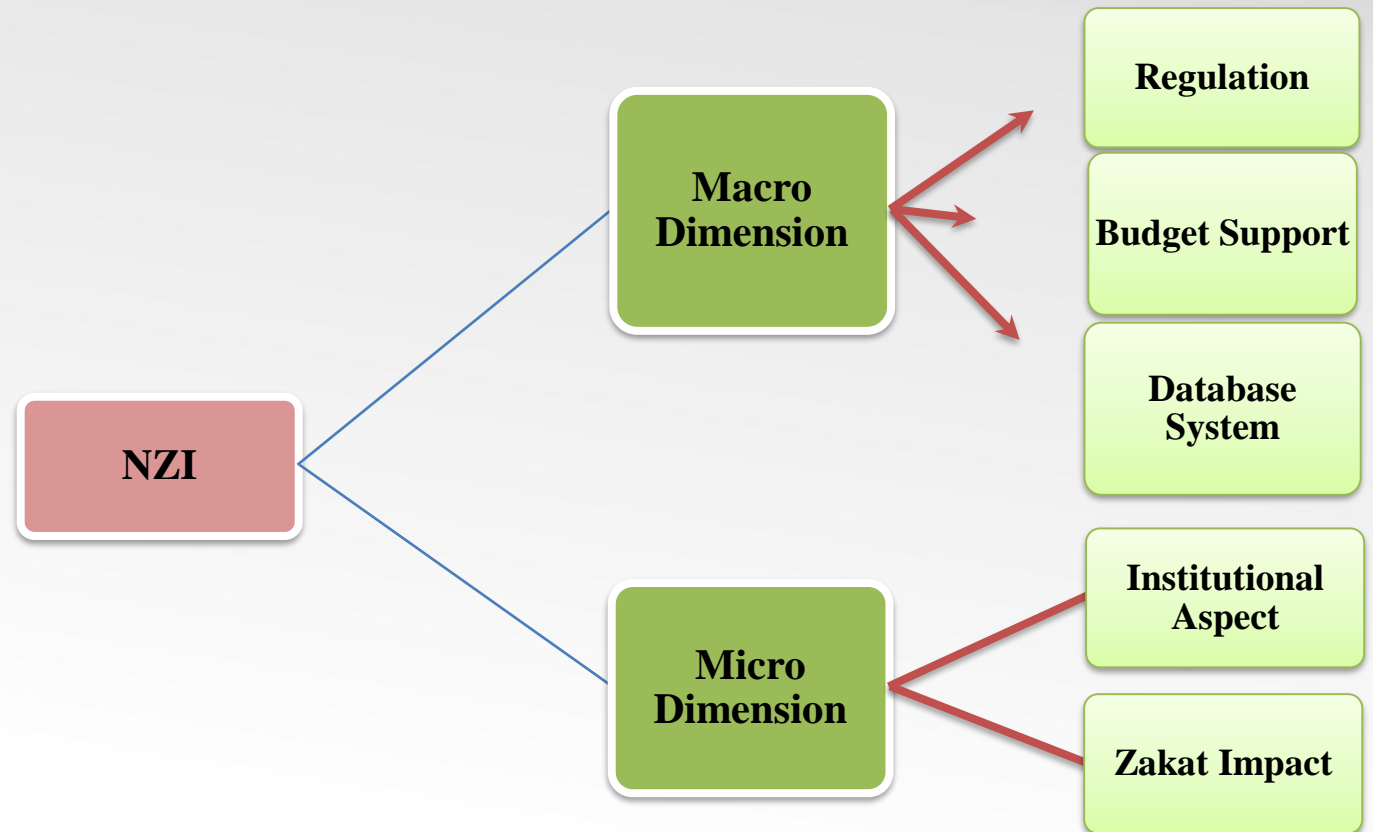 Regulation
Macro
Dimension
Budget Support
Database
System
NZI
Institutional
Aspect
Micro
Dimension
Zakat Impact